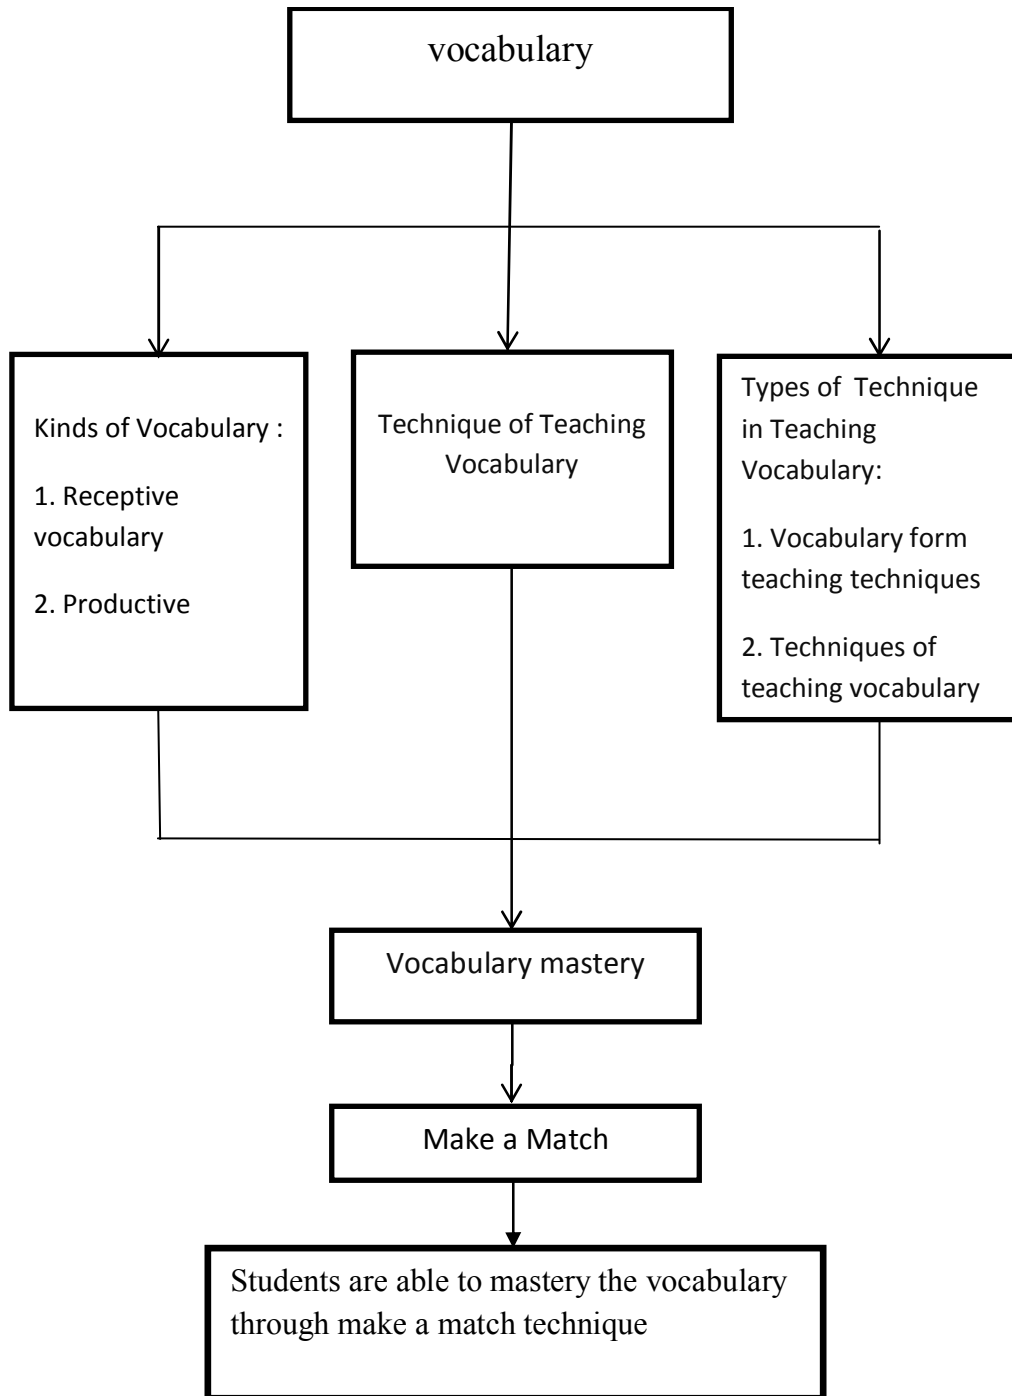 vocabulary
Kinds of Vocabulary :
1. Receptive
vocabulary
2. Productive
Technique of Teaching
Vocabulary
Types of  Technique
in Teaching
Vocabulary:
1. Vocabulary form
teaching techniques
2. Techniques of
teaching vocabulary
Vocabulary mastery
Make a Match
Students are able to mastery the vocabulary
through make a match technique